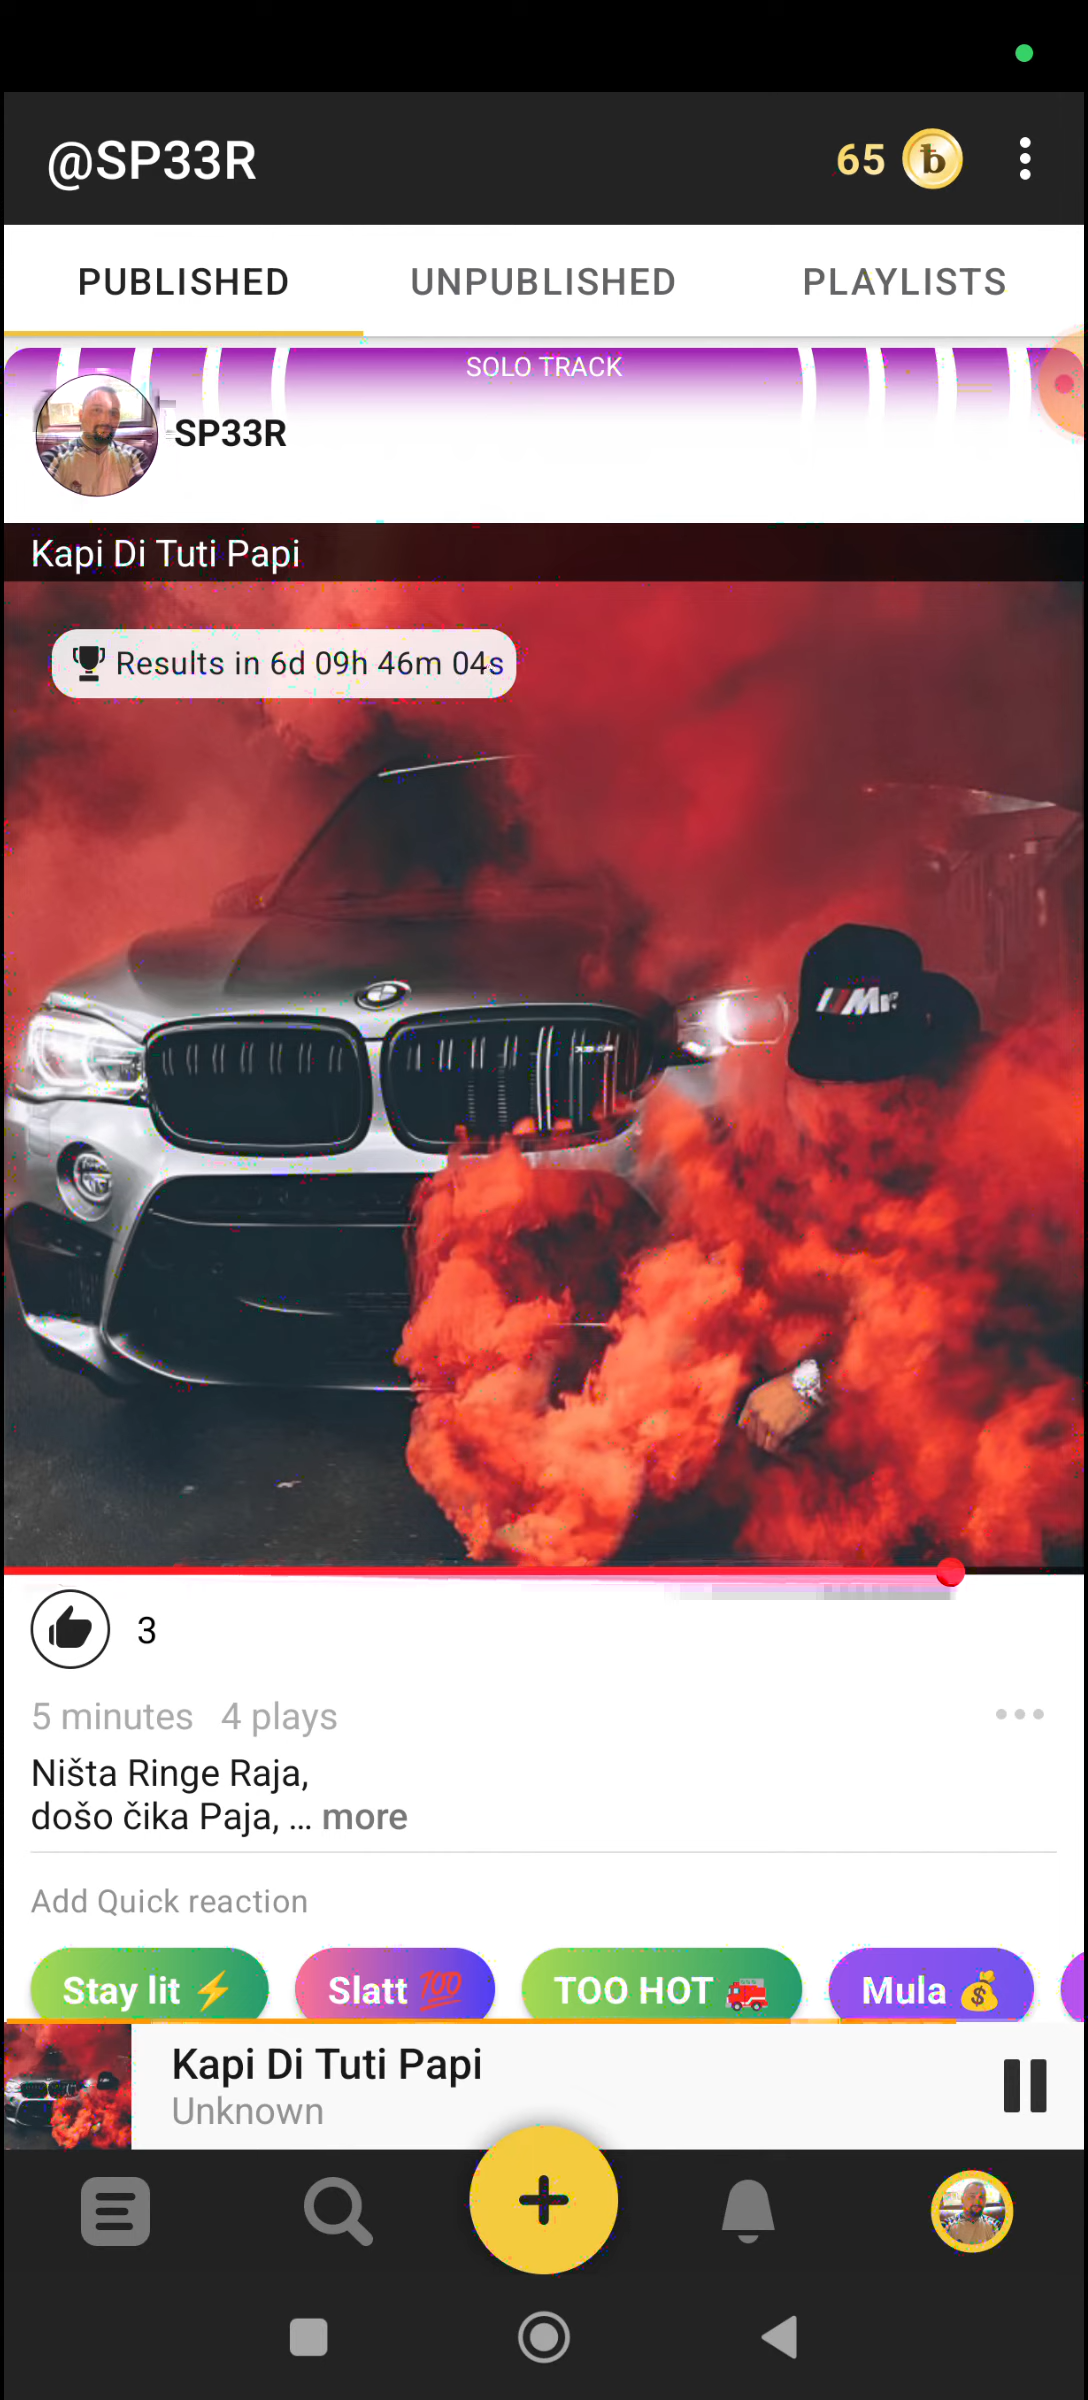 @SP33R
65
PUBLISHED
UNPUBLISHED
PLAYLISTS
SOLO TRACK
SP33R
Kapi Di Tuti Papi
Results in 6d 09h 46m 04s
3
5 minutes 4 plays
Ništa Ringe Raja,
došo čika Paja, ... more
Add Quick reaction
Stay lit ⚡
Slatt 💯
TOO HOT 🚒
Mula 💰
Kapi Di Tuti Papi
Unknown